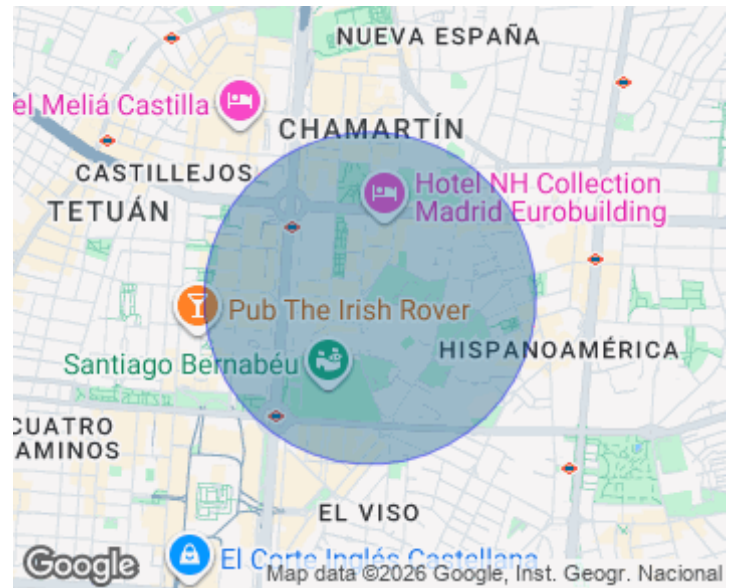 NUEVA ESPAÑA
el Meliá Castilla
CHAMARTÍN
CASTILLEJOS
Hotel NH Collection
Madrid Eurobuilding
TETUÁN
Pub The Irish Rover
HISPANOAMÉRICA
Santiago Bernabéu
CUATRO
AMINOS
EL VISO
El Corte Inglés Castellana
Google
Map data ©2026 Google, Inst. Geogr. Nacional